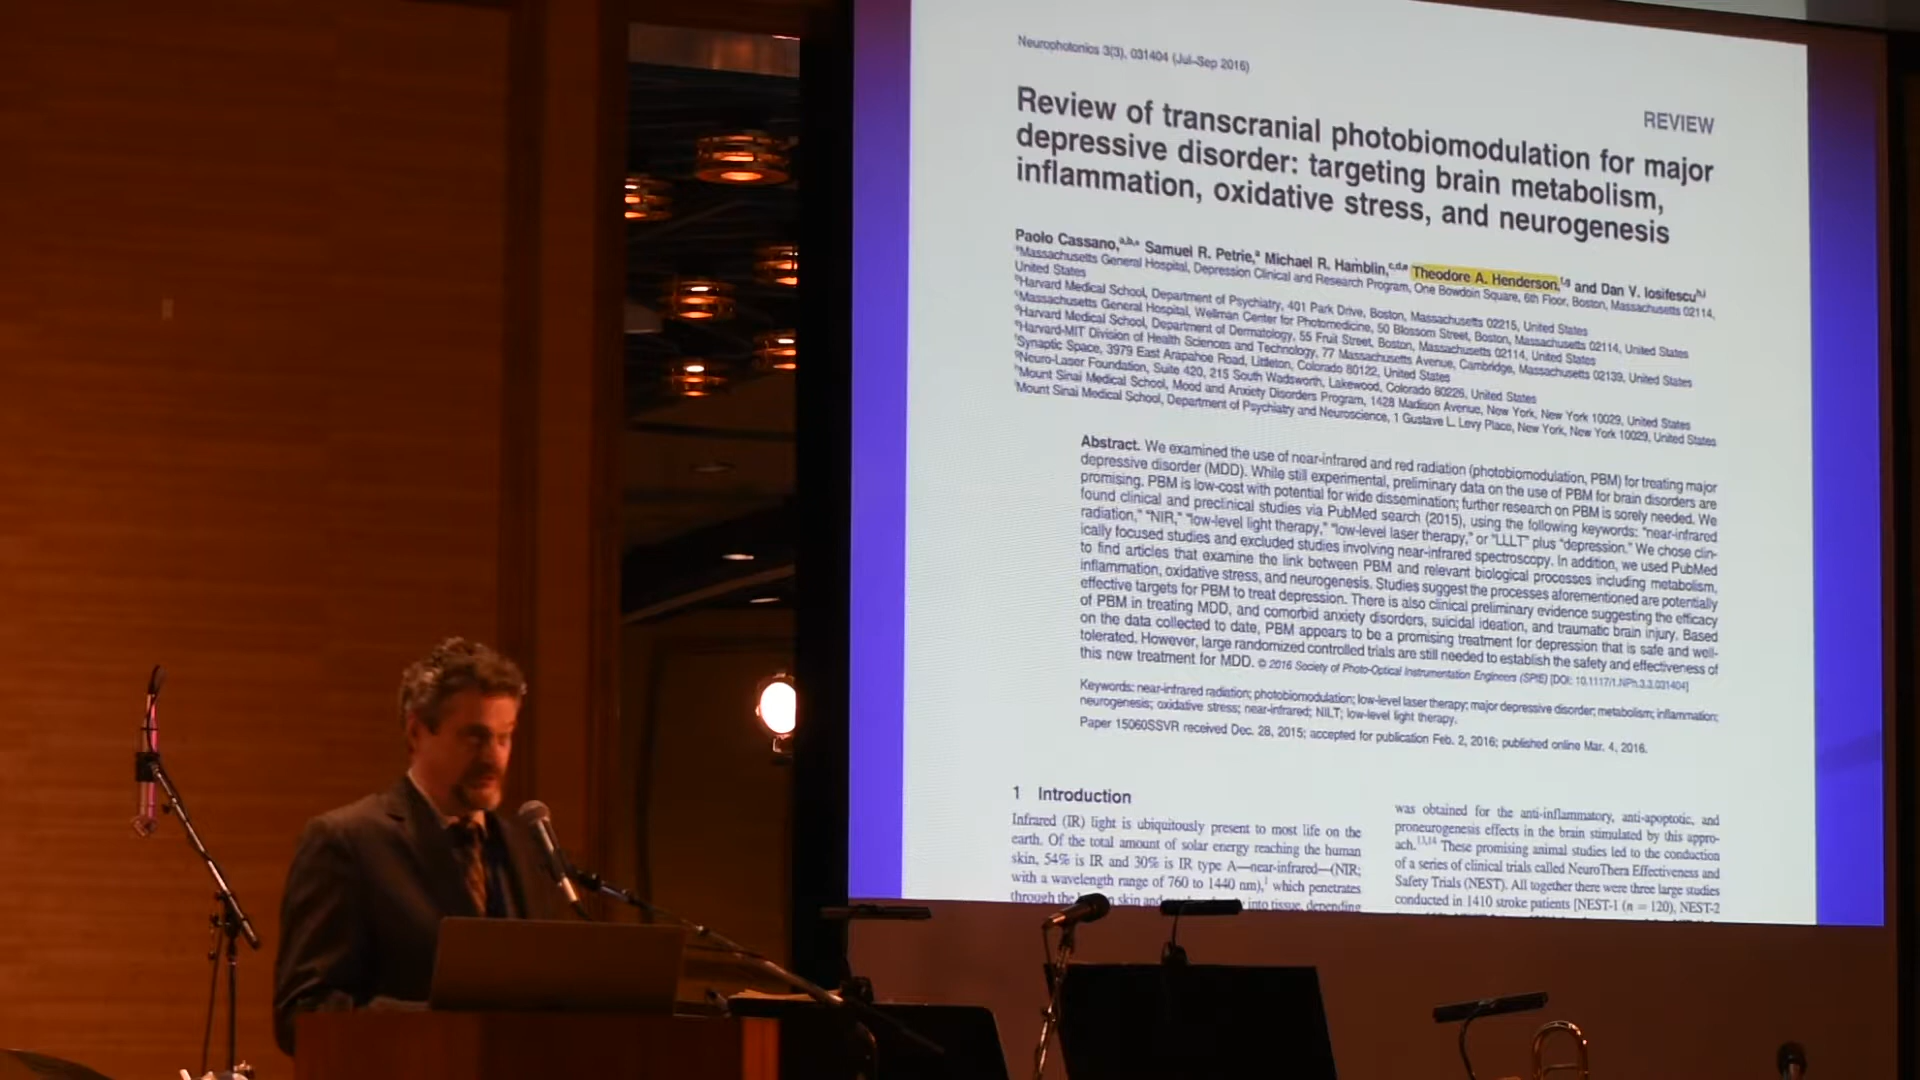 Neurophotonics 3(3), 031404 (Jul–Sep 2016)
REVIEW
Review of transcranial photobiomodulation for major
depressive disorder: targeting brain metabolism,
inflammation, oxidative stress, and neurogenesis
Paolo Cassano,a,b,* Samuel R. Petrie,a Michael R. Hamblin,c,d,e Theodore A. Henderson,f,g and Dan V. Iosifescuh,i
aMassachusetts General Hospital, Depression Clinical and Research Program, One Bowdoin Square, 6th Floor, Boston, Massachusetts 02114,
United States
bHarvard Medical School, Department of Psychiatry, 401 Park Drive, Boston, Massachusetts 02215, United States
cMassachusetts General Hospital, Wellman Center for Photomedicine, 50 Blossom Street, Boston, Massachusetts 02114, United States
dHarvard Medical School, Department of Dermatology, 55 Fruit Street, Boston, Massachusetts 02114, United States
eHarvard-MIT Division of Health Sciences and Technology, 77 Massachusetts Avenue, Cambridge, Massachusetts 02139, United States
fSynaptic Space, 3979 East Arapahoe Road, Littleton, Colorado 80122, United States
gNeuro-Laser Foundation, Suite 420, 215 South Wadsworth, Lakewood, Colorado 80226, United States
hMount Sinai Medical School, Mood and Anxiety Disorders Program, 1428 Madison Avenue, New York, New York 10029, United States
iMount Sinai Medical School, Department of Psychiatry and Neuroscience, 1 Gustave L. Levy Place, New York, New York 10029, United States
Abstract. We examined the use of near-infrared and red radiation (photobiomodulation, PBM) for treating major
depressive disorder (MDD). While still experimental, preliminary data on the use of PBM for brain disorders are
promising. PBM is low-cost with potential for wide dissemination; further research on PBM is sorely needed. We
found clinical and preclinical studies via PubMed search (2015), using the following keywords: "near-infrared
radiation," "NIR," "low-level light therapy," "low-level laser therapy," or "LLLT" plus "depression." We chose clin-
ically focused studies and excluded studies involving near-infrared spectroscopy. In addition, we used PubMed
to find articles that examine the link between PBM and relevant biological processes including metabolism,
inflammation, oxidative stress, and neurogenesis. Studies suggest the processes aforementioned are potentially
effective targets for PBM to treat depression. There is also clinical preliminary evidence suggesting the efficacy
of PBM in treating MDD, and comorbid anxiety disorders, suicidal ideation, and traumatic brain injury. Based
on the data collected to date, PBM appears to be a promising treatment for depression that is safe and well-
tolerated. However, large randomized controlled trials are still needed to establish the safety and effectiveness of
this new treatment for MDD. © 2016 Society of Photo-Optical Instrumentation Engineers (SPIE) [DOI: 10.1117/1.NPh.3.3.031404]
Keywords: near-infrared radiation; photobiomodulation; low-level laser therapy; major depressive disorder; metabolism; inflammation;
neurogenesis; oxidative stress; near-infrared; NILT; low-level light therapy.
Paper 15060SSVR received Dec. 28, 2015; accepted for publication Feb. 2, 2016; published online Mar. 4, 2016.
1 Introduction
Infrared (IR) light is ubiquitously present to most life on the
earth. Of the total amount of solar energy reaching the human
skin, 54% is IR and 30% is IR type A—near-infrared—(NIR;
with a wavelength range of 760 to 1440 nm),1 which penetrates
through the skin and into tissue, depending
was obtained for the anti-inflammatory, anti-apoptotic, and
proneurogenesis effects in the brain stimulated by this appro-
ach.13,14 These promising animal studies led to the conduction
of a series of clinical trials called NeuroThera Effectiveness and
Safety Trials (NEST). All together there were three large studies
conducted in 1410 stroke patients [NEST-1 (n = 120), NEST-2